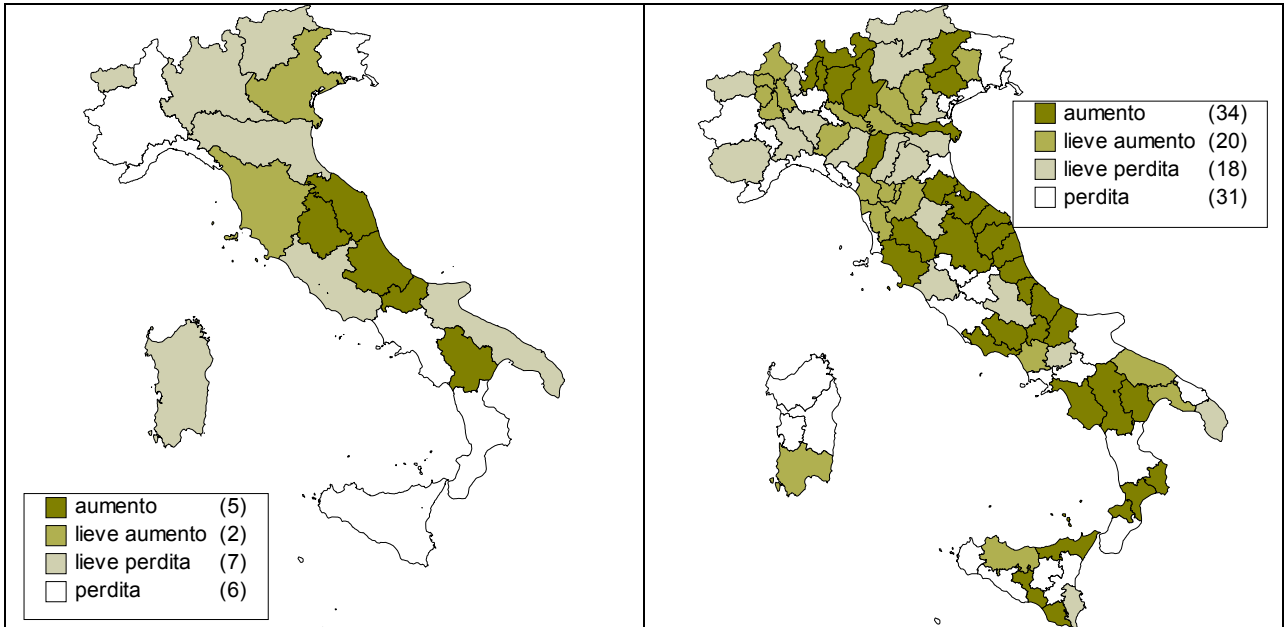 aumento (5)
lieve aumento (2)
lieve perdita (7)
perdita (6)
aumento (34)
lieve aumento (20)
lieve perdita (18)
perdita (31)